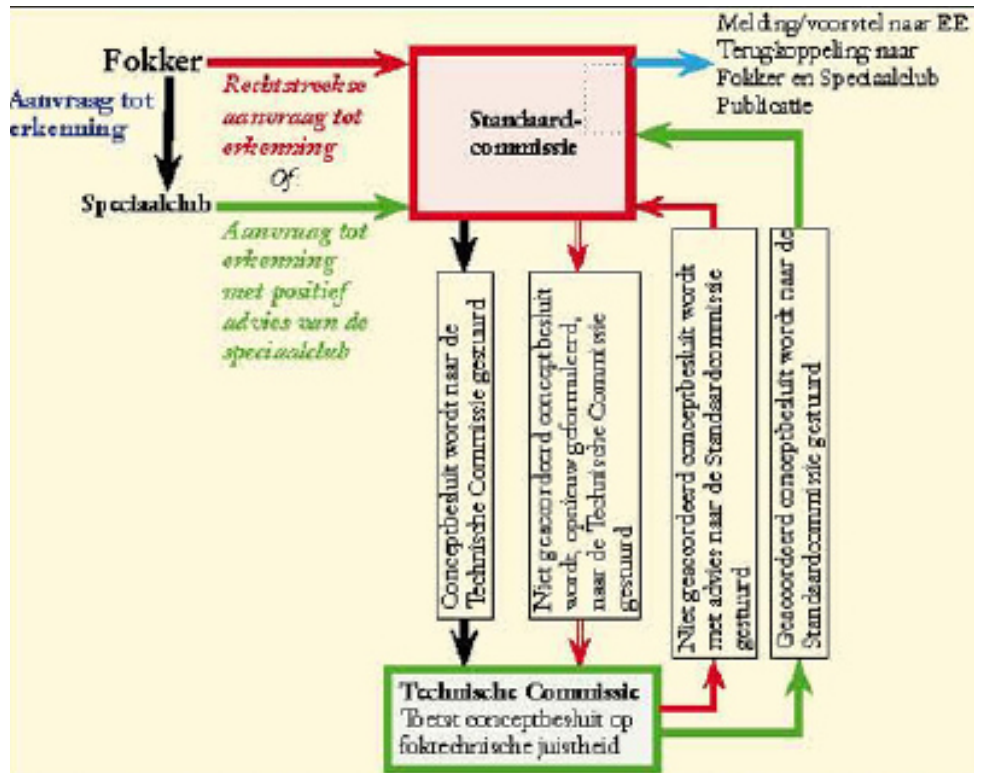 Fokker
Aanvraag tot
erkenning
Speciaalclub
Rechtstreekse
aanvraag tot
erkenning
Of:
Aanvraag tot
erkenning
met positief
advies van de
speciaalclub
Standaard-
commissie
Melding/voorstel naar EE
Terugkoppeling naar
Fokker en Speciaalclub
Publicatie
Conceptbesluit wordt naar de
Technische Commissie gestuurd
Niet geaccordeerd conceptbesluit
wordt, opnieuw geformuleerd,
naar de Technische Commissie
gestuurd
Niet geaccordeerd conceptbesluit wordt
met advies naar de Standaardcommissie
gestuurd
Geaccordeerd conceptbesluit wordt naar de
Standaardcommissie gestuurd
Technische Commissie
Toetst conceptbesluit op
foktechnische juistheid